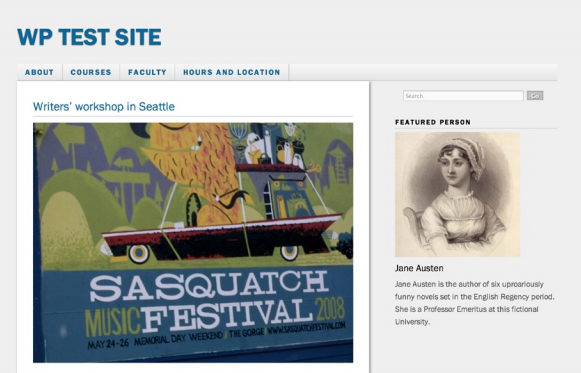 WP TEST SITE
ABOUT
COURSES
FACULTY
HOURS AND LOCATION
Writers' workshop in Seattle
SASQUATCH
MUSIC FESTIVAL 2008
MAY 24-26 MEMORIAL DAY WEEKEND THE GORGE WWW.SASQUATCHFESTIVAL.COM
Search
Go
FEATURED PERSON
Jane Austen
Jane Austen is the author of six uproariously
funny novels set in the English Regency period.
She is a Professor Emeritus at this fictional
University.